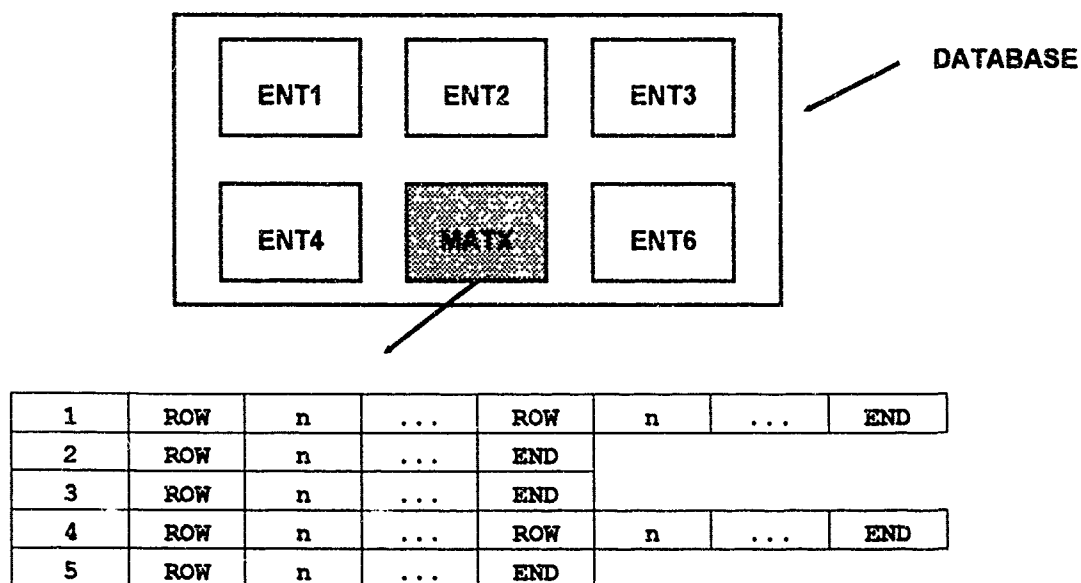 DATABASE
ENT1 ENT2 ENT3
ENT4 MATX ENT6
1 ROW n ... ROW n ... END
2 ROW n ... END
3 ROW n ... END
4 ROW n ... ROW n ... END
5 ROW n ... END